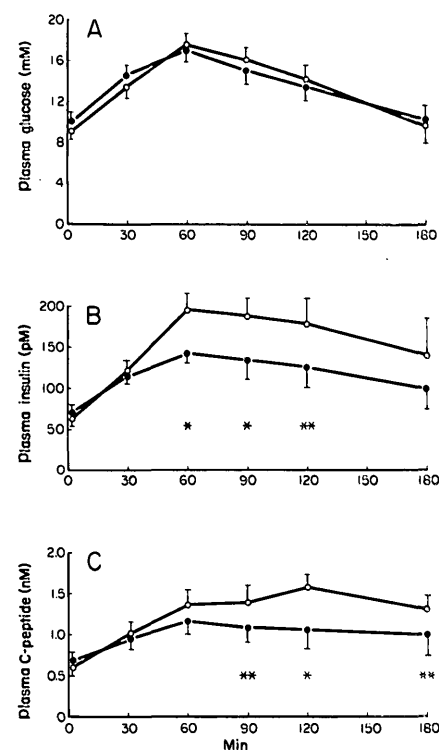 A
Plasma glucose (mM)
20
16
12
8
4
0 30 60 90 120 150 180
B
Plasma insulin (pM)
200
150
100
50
0
* * **
0 30 60 90 120 150 180
C
Plasma C-peptide (nM)
2.0
1.5
1.0
0.5
0
** * **
0 30 60 90 120 150 180
Min